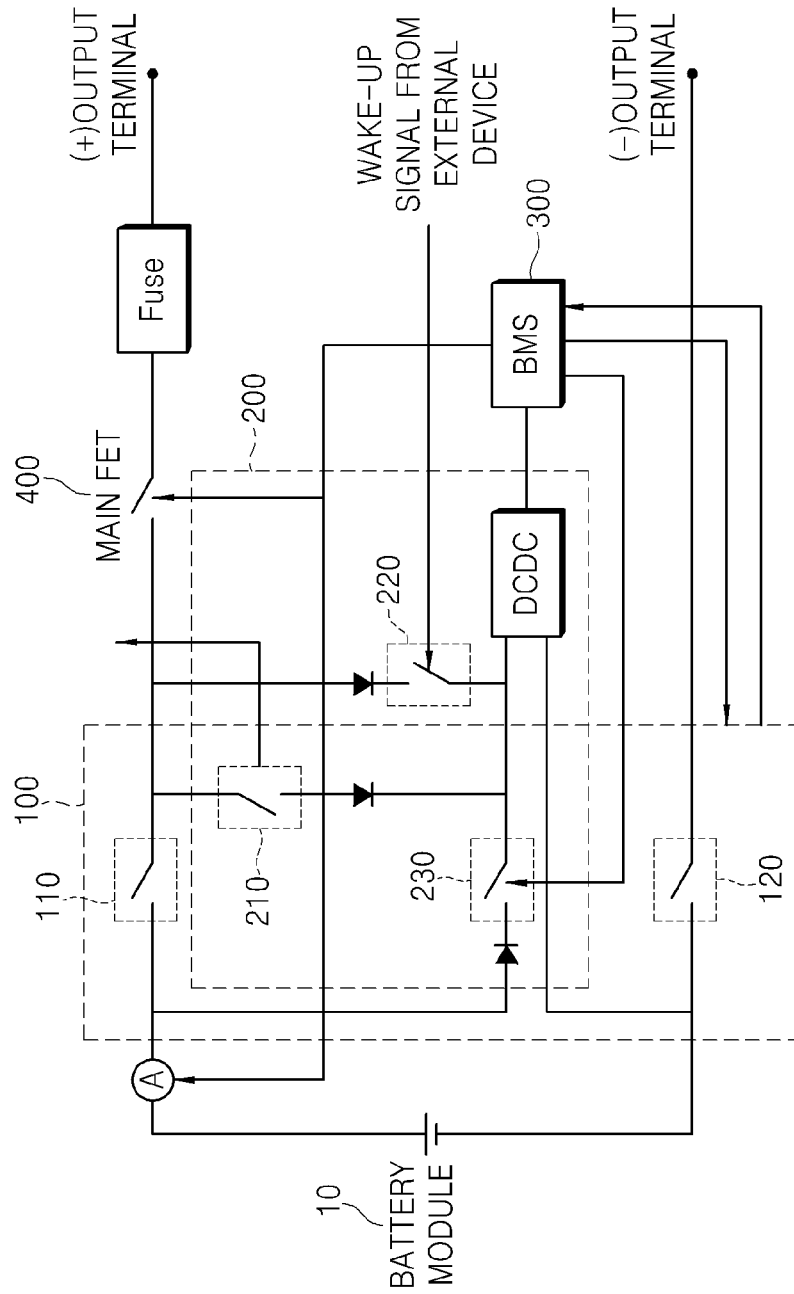 (+)OUTPUT
TERMINAL
Fuse
400
MAIN FET
WAKE-UP
SIGNAL FROM
EXTERNAL
DEVICE
(−)OUTPUT
TERMINAL
300
BMS
200
DCDC
220
100
110
210
230
120
A
10
BATTERY
MODULE